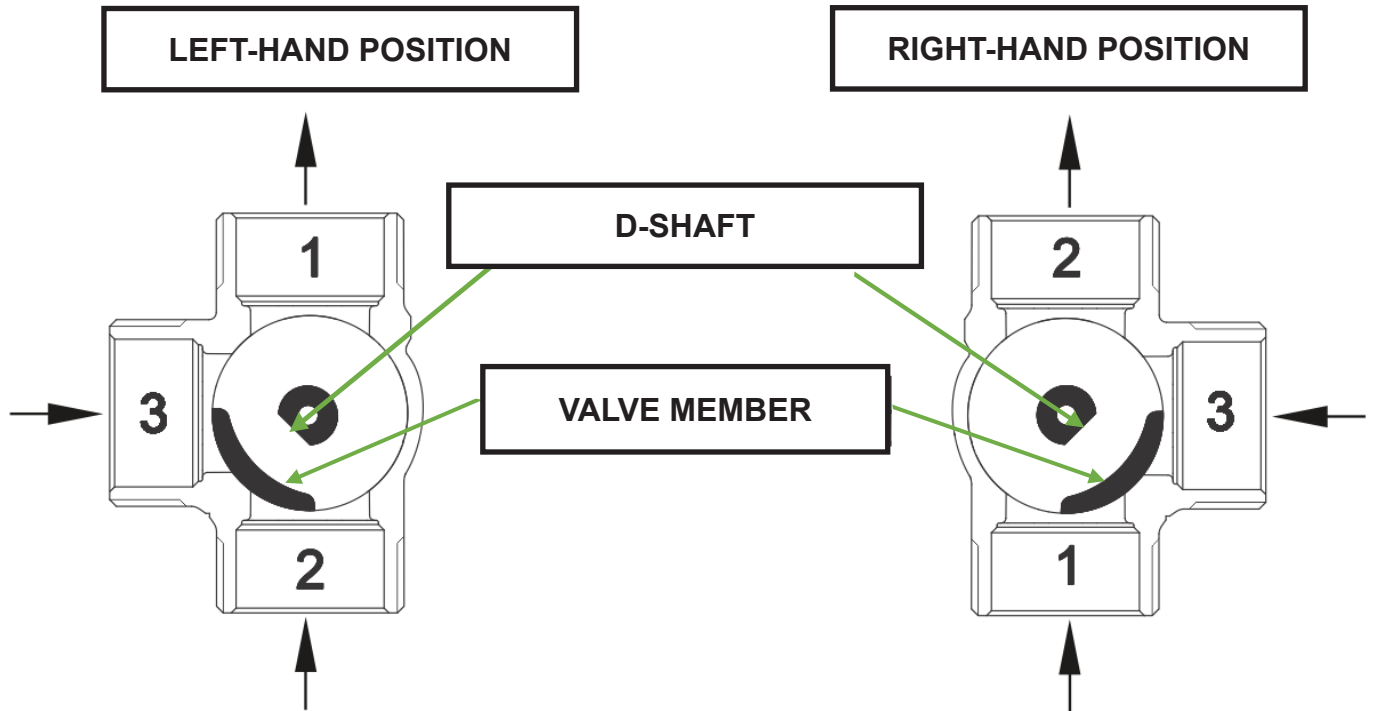 LEFT-HAND POSITION
RIGHT-HAND POSITION
D-SHAFT
1
2
3
VALVE MEMBER
3
2
1